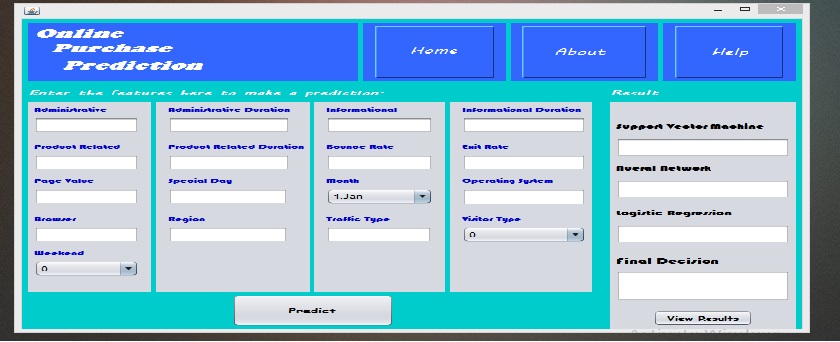 Online
Purchase
Prediction
Home
About
Help
Enter the features here to make a prediction:
Result
Administrative
Administrative Duration
Informational
Informational Duration
Product Related
Product Related Duration
Bounce Rate
Exit Rate
Page Value
Special Day
Month
Operating System
1.Jan
Browser
Region
Traffic Type
Visitor Type
0
Weekend
0
Predict
Support Vector Machine
Nueral Network
Logistic Regression
Final Decision
View Results